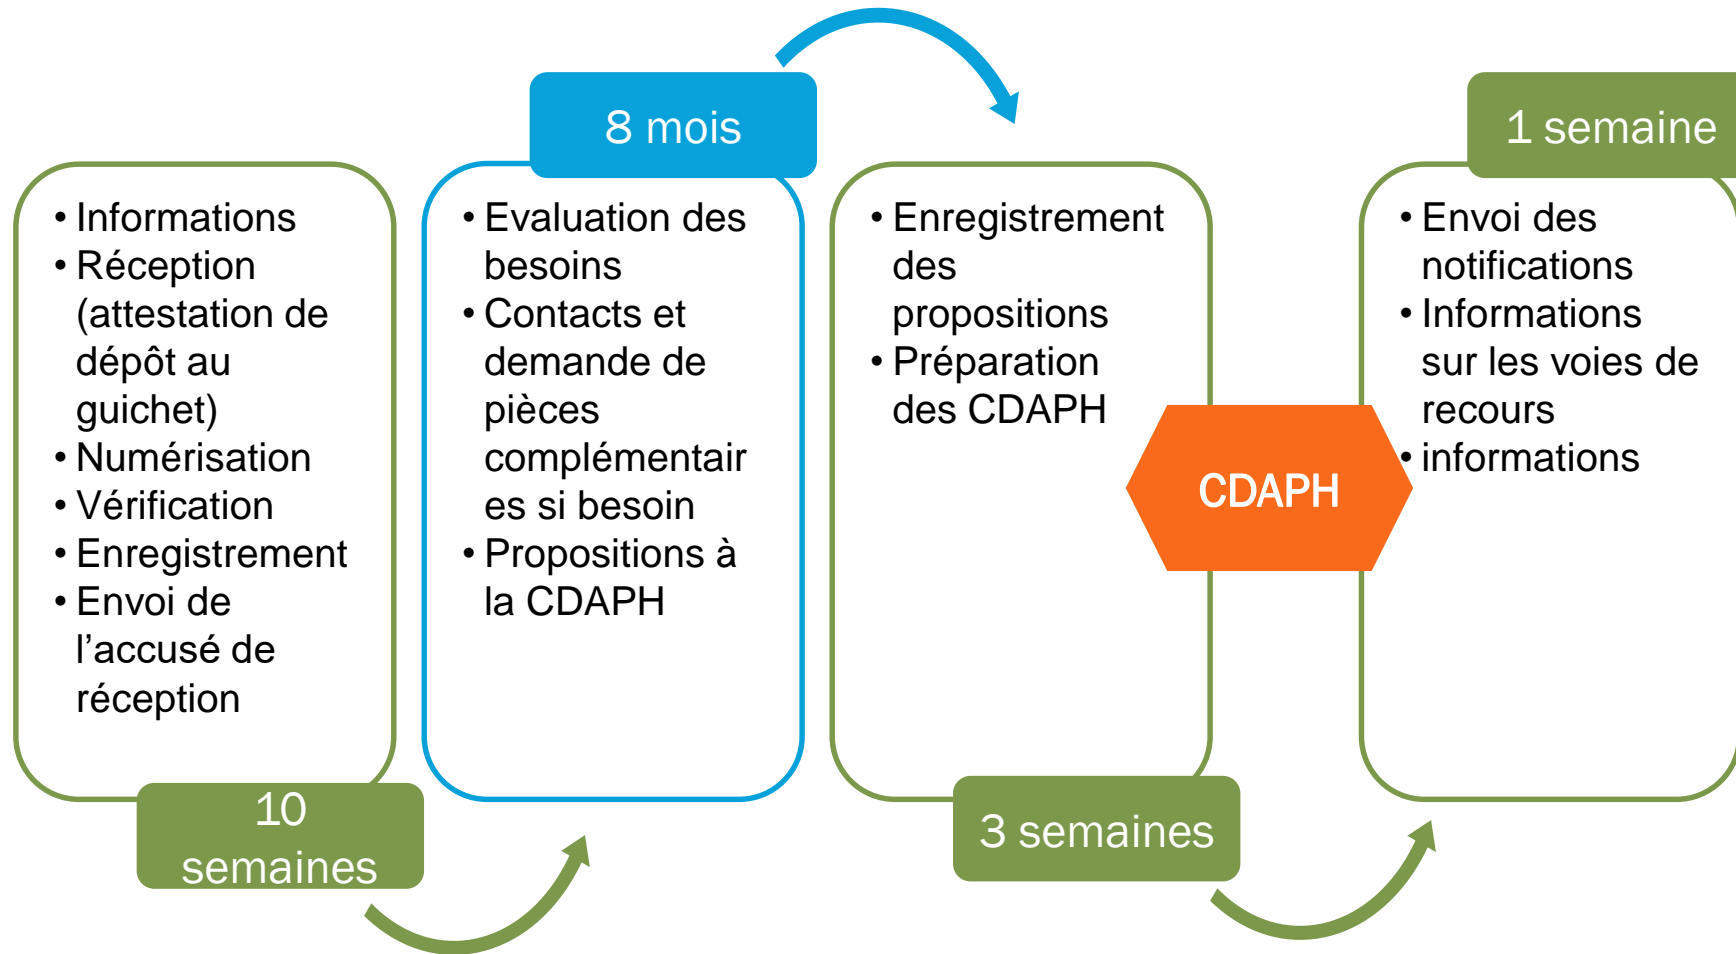 • Informations
• Réception
(attestation de
dépôt au
guichet)
• Numérisation
• Vérification
• Enregistrement
• Envoi de
l’accusé de
réception
10
semaines
8 mois
• Evaluation des
besoins
• Contacts et
demande de
pièces
complémentair
es si besoin
• Propositions à
la CDAPH
• Enregistrement
des
propositions
• Préparation
des CDAPH
3 semaines
CDAPH
1 semaine
• Envoi des
notifications
• Informations
sur les voies de
recours
• informations